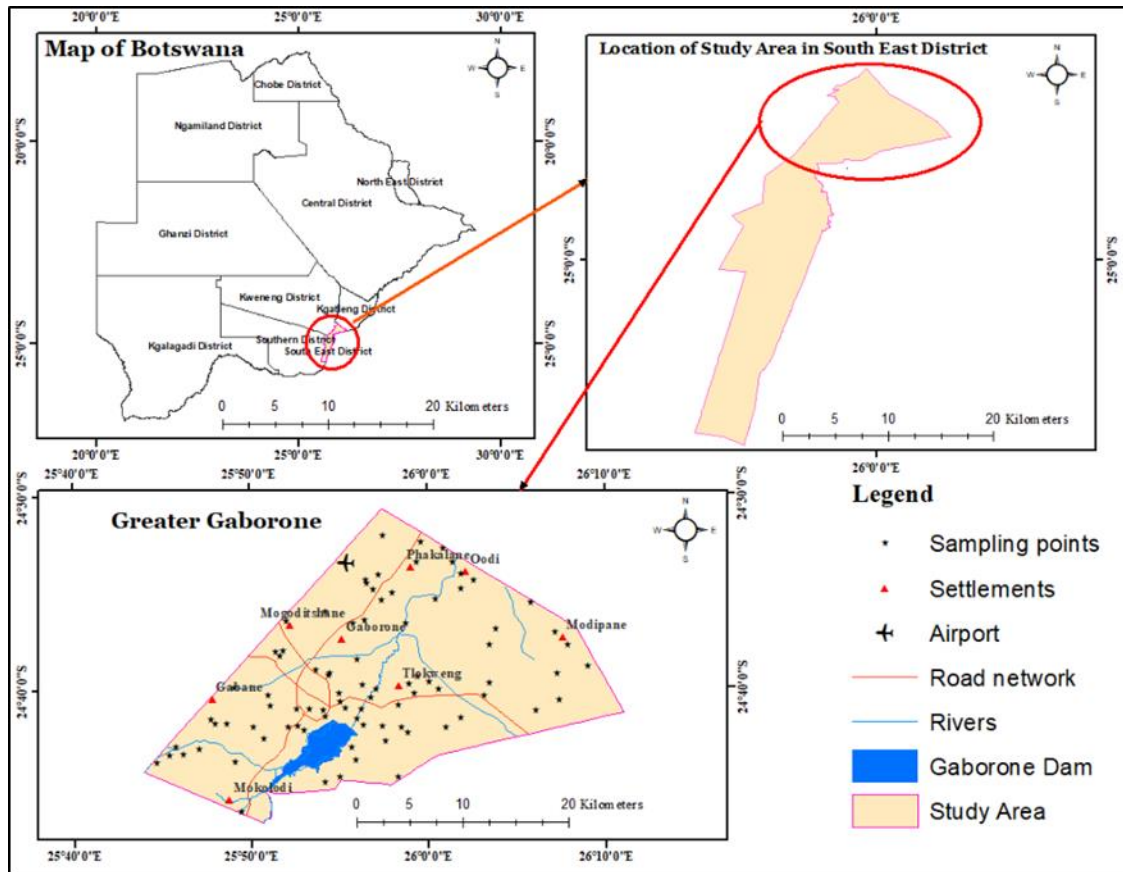 20°0'0"E 25°0'0"E 30°0'0"E
Map of Botswana
N
W E
S
Chobe District
Ngamiland District
North East District
Central District
Ghanzi District
Kweneng District
Kgatleng District
Southern District
South East District
Kgalagadi District
0 5 10 20 Kilometers
20°0'0"S
25°0'0"S
20°0'0"S
25°0'0"S
20°0'0"E 25°0'0"E 30°0'0"E
26°0'0"E
Location of Study Area in South East District
N
W E
S
25°0'0"S
25°0'0"S
0 5 10 20 Kilometers
26°0'0"E
25°40'0"E 25°50'0"E 26°0'0"E 26°10'0"E
Greater Gaborone
N
W E
S
Phakalane
Oodi
Mogoditshane
Gaborone
Modipane
Tlokweng
Gabane
Mokolodi
0 5 10 20 Kilometers
24°30'0"S
24°40'0"S
24°30'0"S
24°40'0"S
25°40'0"E 25°50'0"E 26°0'0"E 26°10'0"E
Legend
Sampling points
Settlements
Airport
Road network
Rivers
Gaborone Dam
Study Area